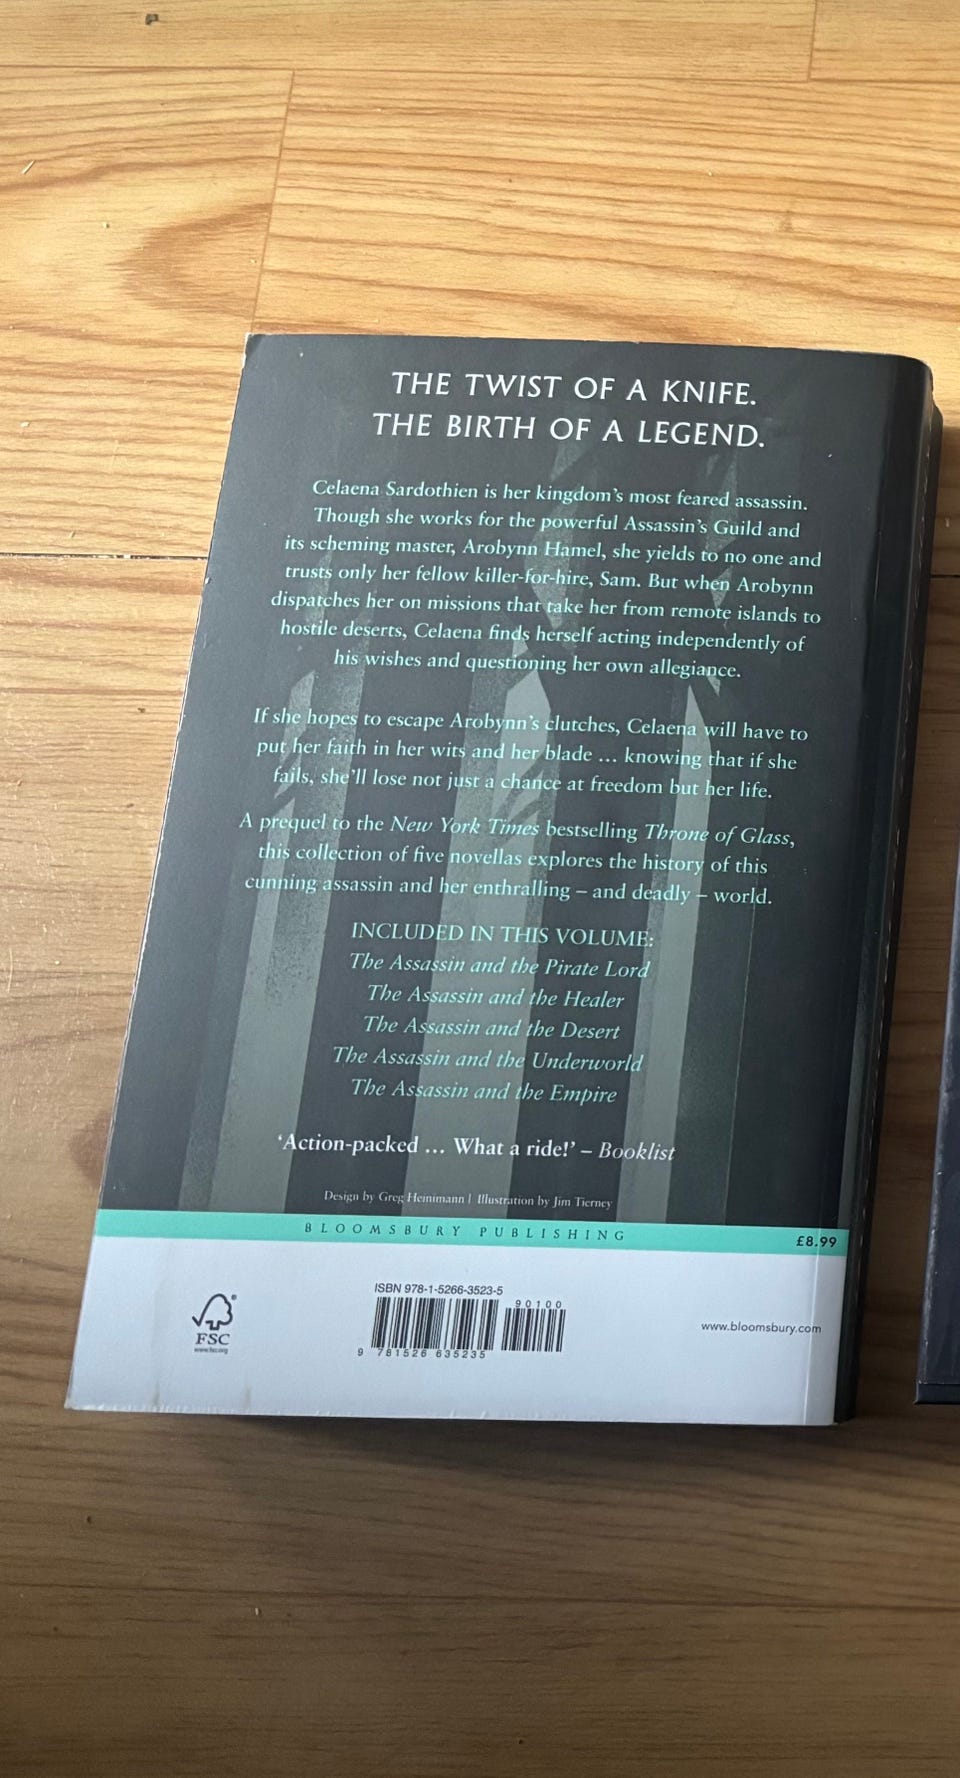 THE TWIST OF A KNIFE.
THE BIRTH OF A LEGEND.
Celaena Sardothien is her kingdom's most feared assassin.
Though she works for the powerful Assassin's Guild and
its scheming master, Arobynn Hamel, she yields to no one and
trusts only her fellow killer-for-hire, Sam. But when Arobynn
dispatches her on missions that take her from remote islands to
hostile deserts, Celaena finds herself acting independently of
his wishes and questioning her own allegiance.
If she hopes to escape Arobynn's clutches, Celaena will have to
put her faith in her wits and her blade … knowing that if she
fails, she'll lose not just a chance at freedom but her life.
A prequel to the New York Times bestselling Throne of Glass,
this collection of five novellas explores the history of this
cunning assassin and her enthralling – and deadly – world.
INCLUDED IN THIS VOLUME:
The Assassin and the Pirate Lord
The Assassin and the Healer
The Assassin and the Desert
The Assassin and the Underworld
The Assassin and the Empire
'Action-packed … What a ride!' – Booklist
Design by Greg Heinimann | Illustration by Jim Tierney
BLOOMSBURY PUBLISHING
£8.99
ISBN 978-1-5266-3523-5
90100
9 781526 635235
FSC
www.fsc.org
www.bloomsbury.com